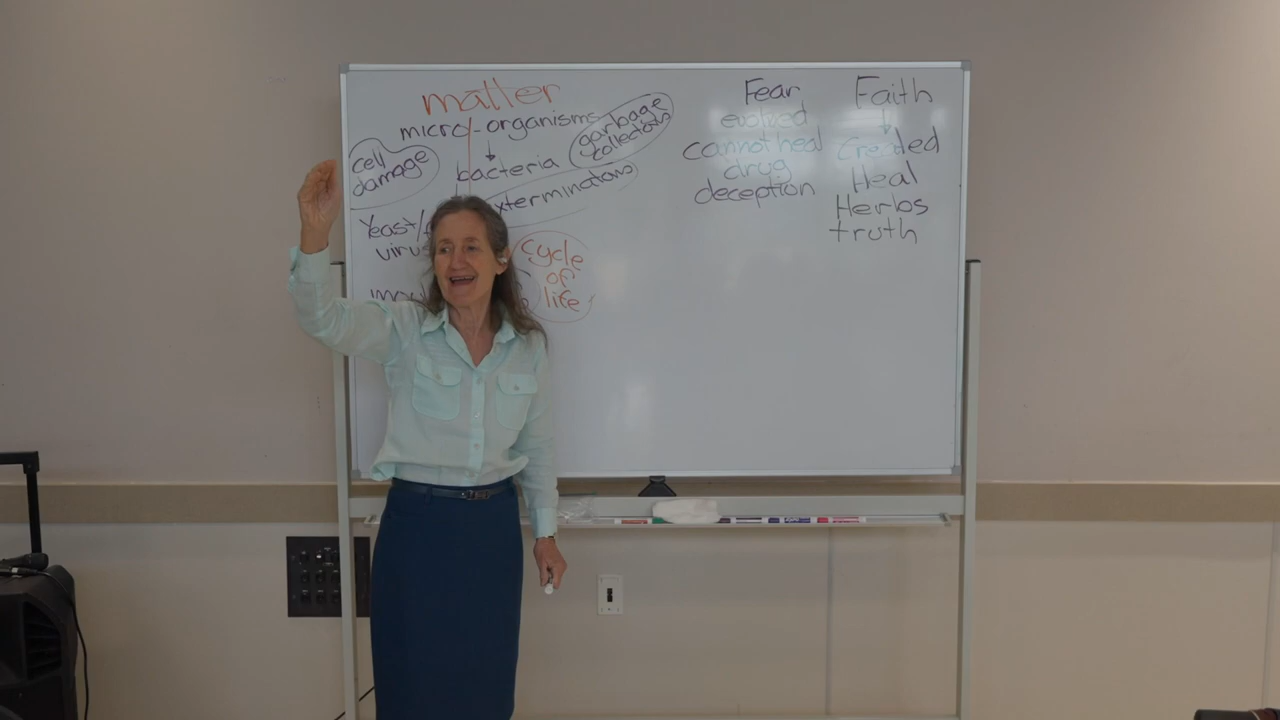 matter
micro-organisms
cell
damage
bacteria
garbage
collectors
exterminators
Yeast/
virus
cycle
of
life
Fear
evolved
cannot heal
drug
deception
Faith
Created
Heal
Herbs
truth